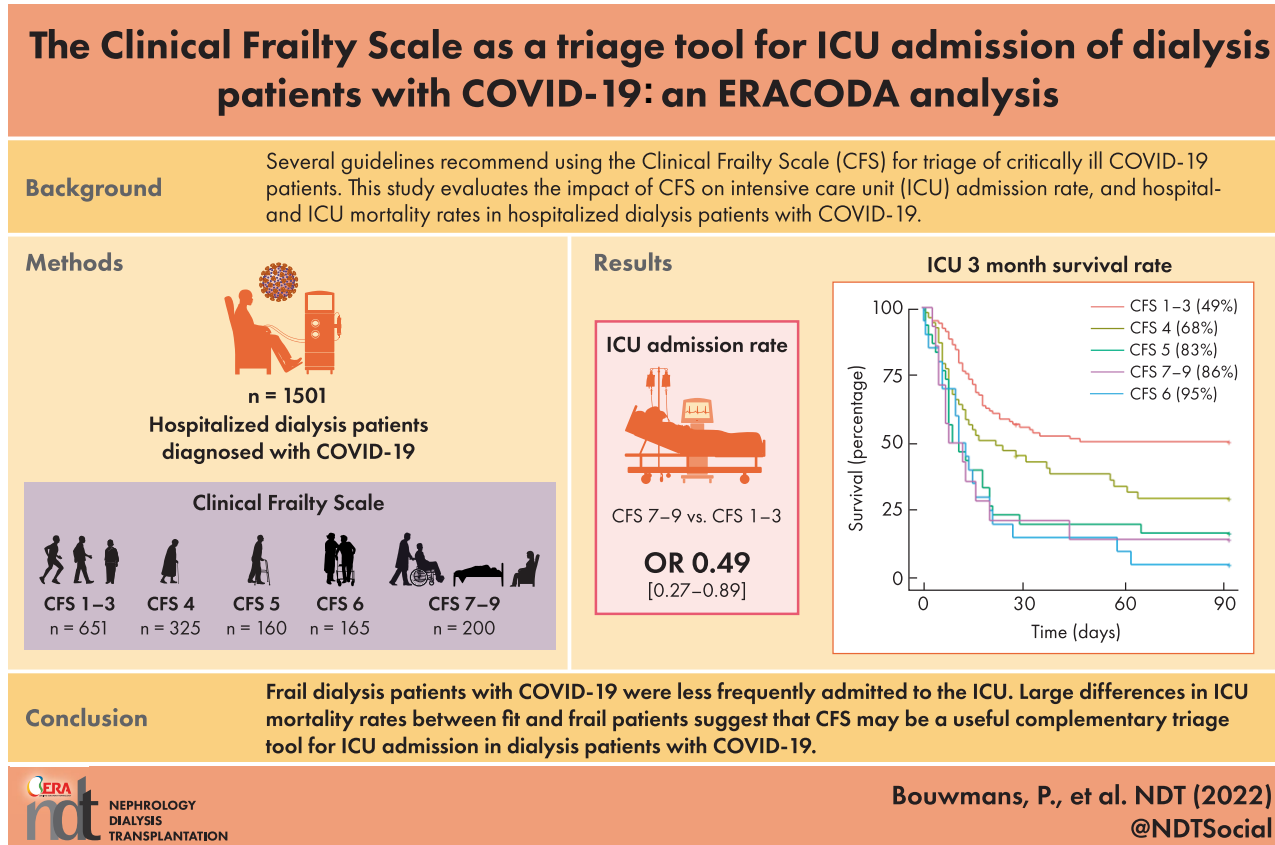 The Clinical Frailty Scale as a triage tool for ICU admission of dialysis
patients with COVID-19: an ERACODA analysis
Background
Several guidelines recommend using the Clinical Frailty Scale (CFS) for triage of critically ill COVID-19
patients. This study evaluates the impact of CFS on intensive care unit (ICU) admission rate, and hospital-
and ICU mortality rates in hospitalized dialysis patients with COVID-19.
Methods
n = 1501
Hospitalized dialysis patients
diagnosed with COVID-19
Clinical Frailty Scale
CFS 1–3
n = 651
CFS 4
n = 325
CFS 5
n = 160
CFS 6
n = 165
CFS 7–9
n = 200
Results
ICU admission rate
CFS 7–9 vs. CFS 1–3
OR 0.49
[0.27–0.89]
ICU 3 month survival rate
Survival (percentage)
100
75
50
25
0
CFS 1–3 (49%)
CFS 4 (68%)
CFS 5 (83%)
CFS 7–9 (86%)
CFS 6 (95%)
0 30 60 90
Time (days)
Conclusion
Frail dialysis patients with COVID-19 were less frequently admitted to the ICU. Large differences in ICU
mortality rates between fit and frail patients suggest that CFS may be a useful complementary triage
tool for ICU admission in dialysis patients with COVID-19.
ERA
ndt
NEPHROLOGY
DIALYSIS
TRANSPLANTATION
Bouwmans, P., et al. NDT (2022)
@NDTSocial